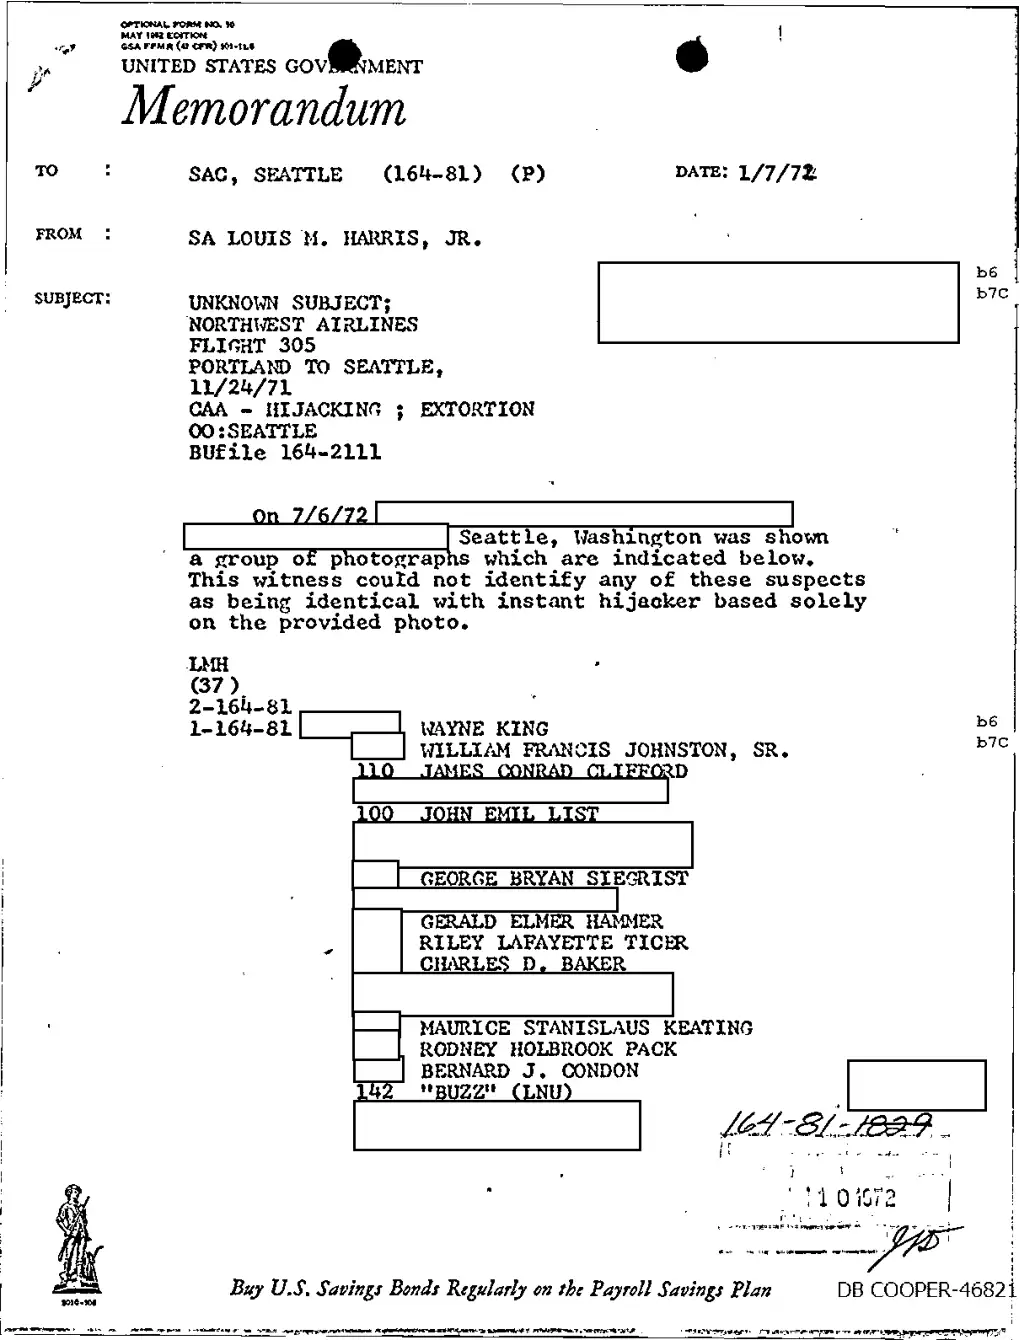 OPTIONAL FORM NO. 10
MAY 1962 EDITION
GSA FPMR (41 CFR) 101-11.6
UNITED STATES GOVERNMENT
Memorandum
TO : SAC, SEATTLE (164-81) (P) DATE: 1/7/72
FROM : SA LOUIS M. HARRIS, JR.
b6
b7C
SUBJECT: UNKNOWN SUBJECT;
NORTHWEST AIRLINES
FLIGHT 305
PORTLAND TO SEATTLE,
11/24/71
CAA - HIJACKING ; EXTORTION
OO:SEATTLE
BUfile 164-2111
On 7/6/72
Seattle, Washington was shown
a group of photographs which are indicated below.
This witness could not identify any of these suspects
as being identical with instant hijacker based solely
on the provided photo.
LMH
(37)
2-164-81
1-164-81 WAYNE KING
b6
WILLIAM FRANCIS JOHNSTON, SR.
b7C
110 JAMES CONRAD CLIFFORD
100 JOHN EMIL LIST
GEORGE BRYAN SIEGRIST
GERALD ELMER HAMMER
RILEY LAFAYETTE TICER
CHARLES D. BAKER
MAURICE STANISLAUS KEATING
RODNEY HOLBROOK PACK
BERNARD J. CONDON
142 "BUZZ" (LNU)
164-81-1829
10 1972
5010-108
Buy U.S. Savings Bonds Regularly on the Payroll Savings Plan
DB COOPER-46821